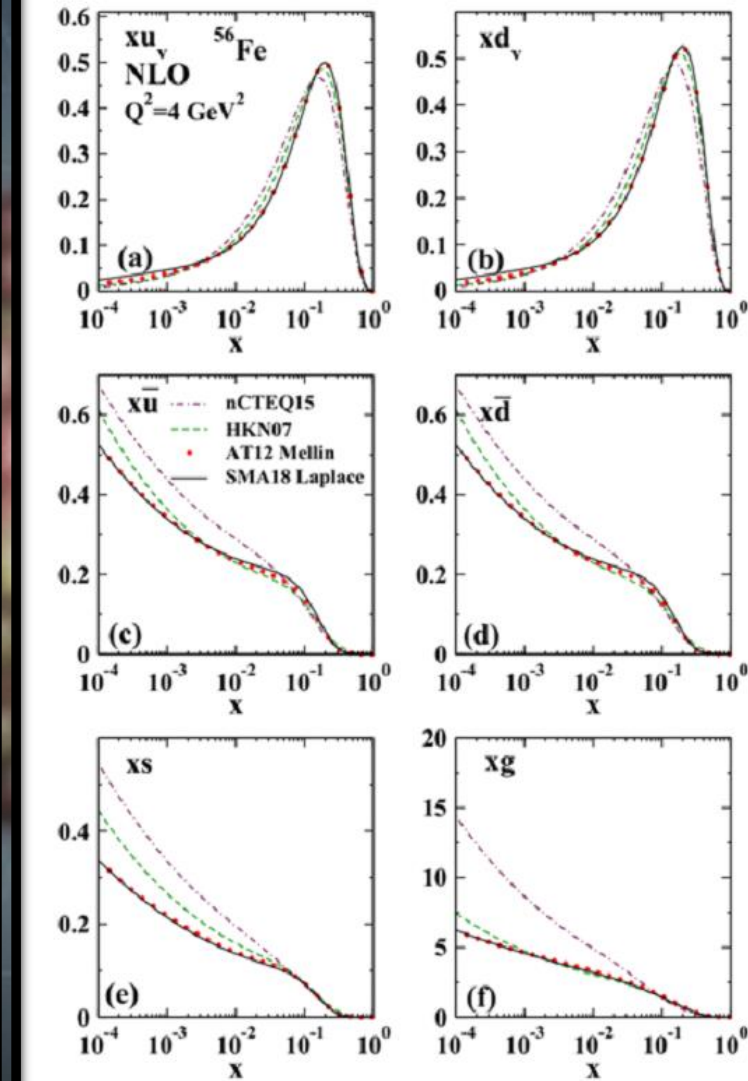 0.6
0.5
0.4
0.3
0.2
0.1
0
xu_v ⁵⁶Fe
NLO
Q²=4 GeV²
(a)
10⁻⁴ 10⁻³ 10⁻² 10⁻¹ 10⁰
x
0.5
0.4
0.3
0.2
0.1
0
xd_v
(b)
10⁻⁴ 10⁻³ 10⁻² 10⁻¹ 10⁰
x
0.6
0.4
0.2
0
xu̅
nCTEQ15
HKN07
AT12 Mellin
SMA18 Laplace
(c)
10⁻⁴ 10⁻³ 10⁻² 10⁻¹ 10⁰
x
0.6
0.4
0.2
0
xd̅
(d)
10⁻⁴ 10⁻³ 10⁻² 10⁻¹ 10⁰
x
0.4
0.2
0
xs
(e)
10⁻⁴ 10⁻³ 10⁻² 10⁻¹ 10⁰
x
20
15
10
5
0
xg
(f)
10⁻⁴ 10⁻³ 10⁻² 10⁻¹ 10⁰
x